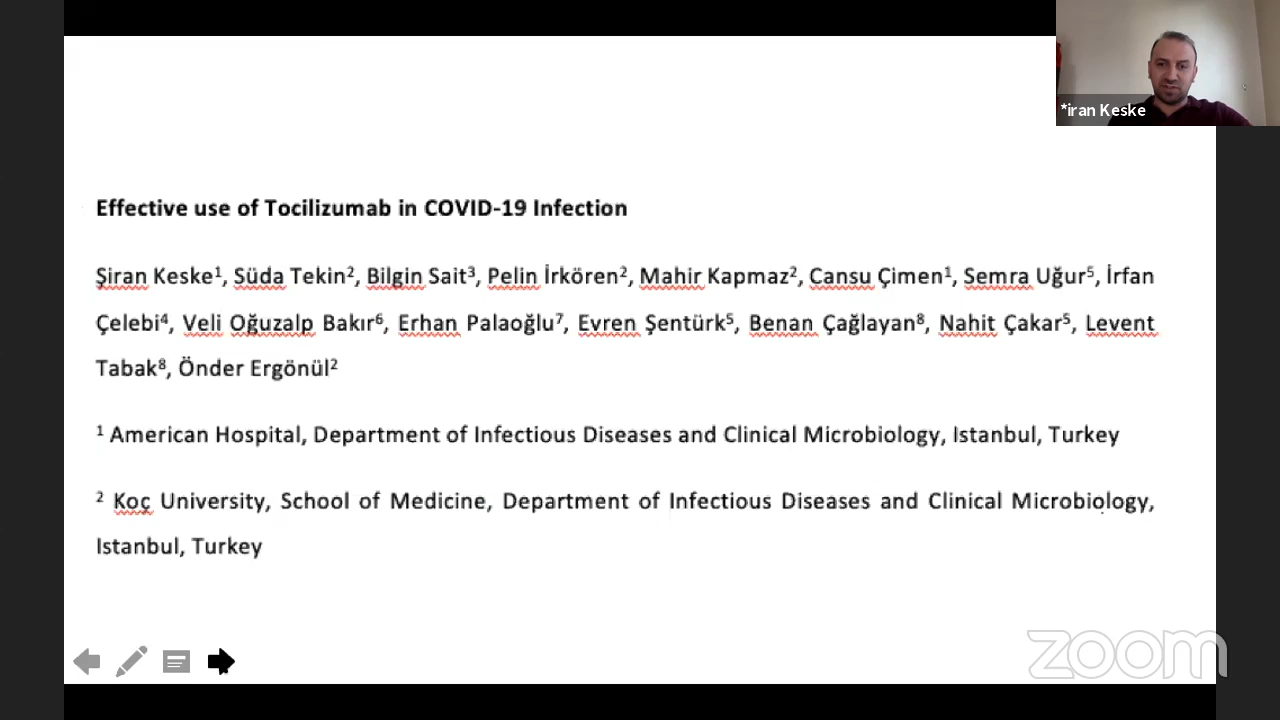 *iran Keske
Effective use of Tocilizumab in COVID-19 Infection
Şiran Keske¹, Süda Tekin², Bilgin Sait³, Pelin İrkören², Mahir Kapmaz², Cansu Çimen¹, Semra Uğur⁵, İrfan
Çelebi⁴, Veli Oğuzalp Bakır⁶, Erhan Palaoğlu⁷, Evren Şentürk⁵, Benan Çağlayan⁸, Nahit Çakar⁵, Levent
Tabak⁸, Önder Ergönül²
¹ American Hospital, Department of Infectious Diseases and Clinical Microbiology, Istanbul, Turkey
² Koç University, School of Medicine, Department of Infectious Diseases and Clinical Microbiology,
Istanbul, Turkey
zoom